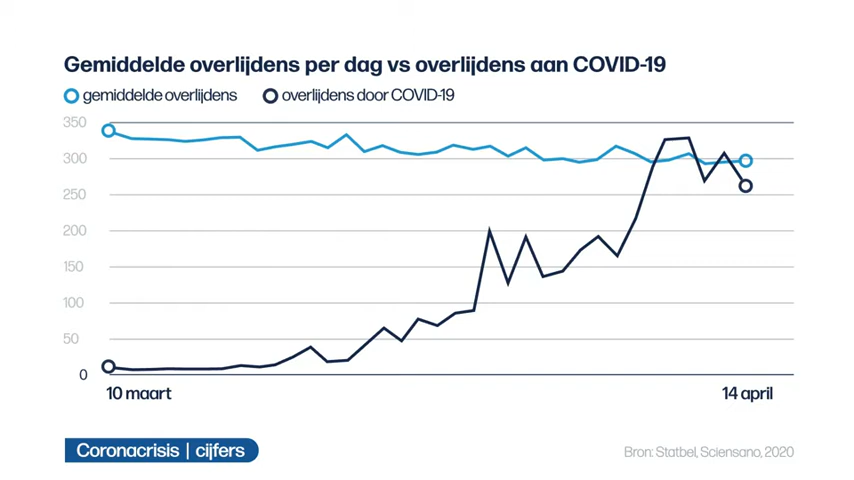 Gemiddelde overlijdens per dag vs overlijdens aan COVID-19
gemiddelde overlijdens overlijdens door COVID-19
350
300
250
200
150
100
50
0
10 maart 14 april
Coronacrisis | cijfers
Bron: Statbel, Sciensano, 2020